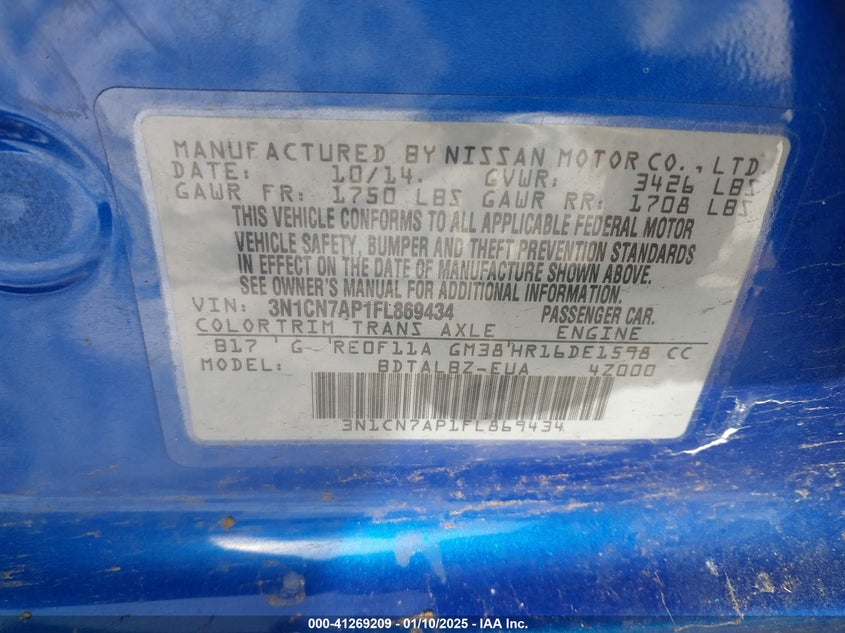 MANUFACTURED BY NISSAN MOTOR CO., LTD.
DATE: 10/14. GVWR: 3426 LBS
GAWR FR: 1750 LBS GAWR RR: 1708 LBS
THIS VEHICLE CONFORMS TO ALL APPLICABLE FEDERAL MOTOR
VEHICLE SAFETY, BUMPER AND THEFT PREVENTION STANDARDS
IN EFFECT ON THE DATE OF MANUFACTURE SHOWN ABOVE.
SEE OWNER'S MANUAL FOR ADDITIONAL INFORMATION.
VIN: 3N1CN7AP1FL869434 PASSENGER CAR.
COLOR TRIM TRANS AXLE ENGINE
B17 G RE0F11A GM38 HR16DE1598 CC
MODEL: BDTALBZ-EUA 4Z000
3N1CN7AP1FL869434
000-41269209 - 01/10/2025 - IAA Inc.